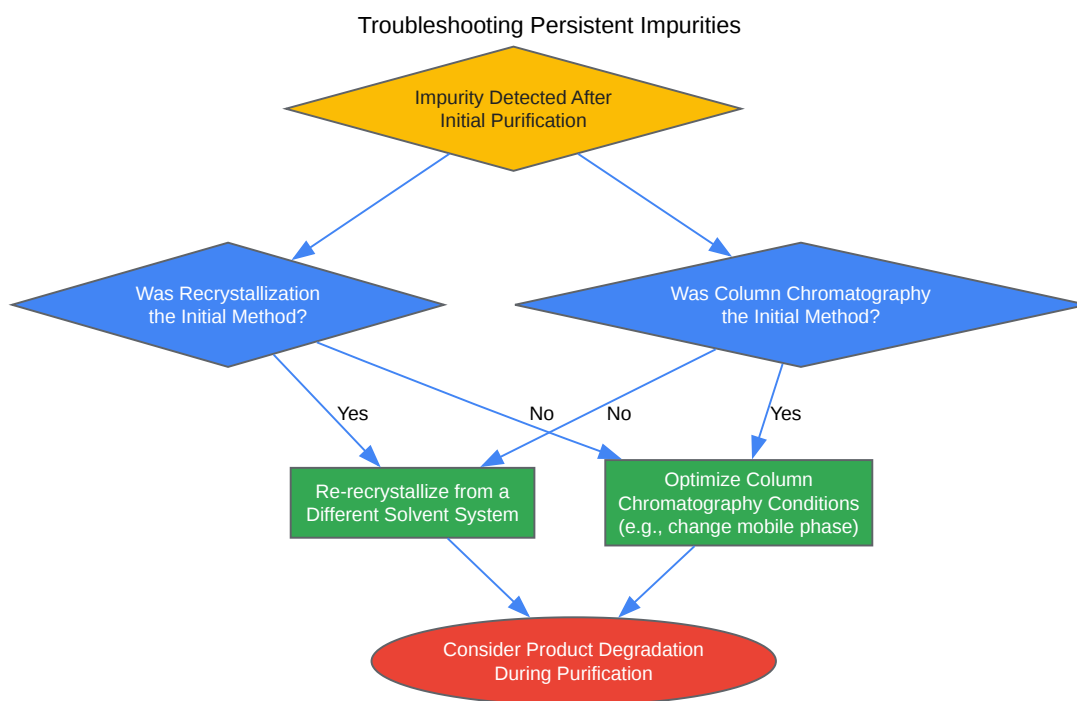 Troubleshooting Persistent Impurities
Impurity Detected After
Initial Purification
Was Recrystallization
the Initial Method?
Was Column Chromatography
the Initial Method?
Yes
No
No
Yes
Re-recrystallize from a
Different Solvent System
Optimize Column
Chromatography Conditions
(e.g., change mobile phase)
Consider Product Degradation
During Purification